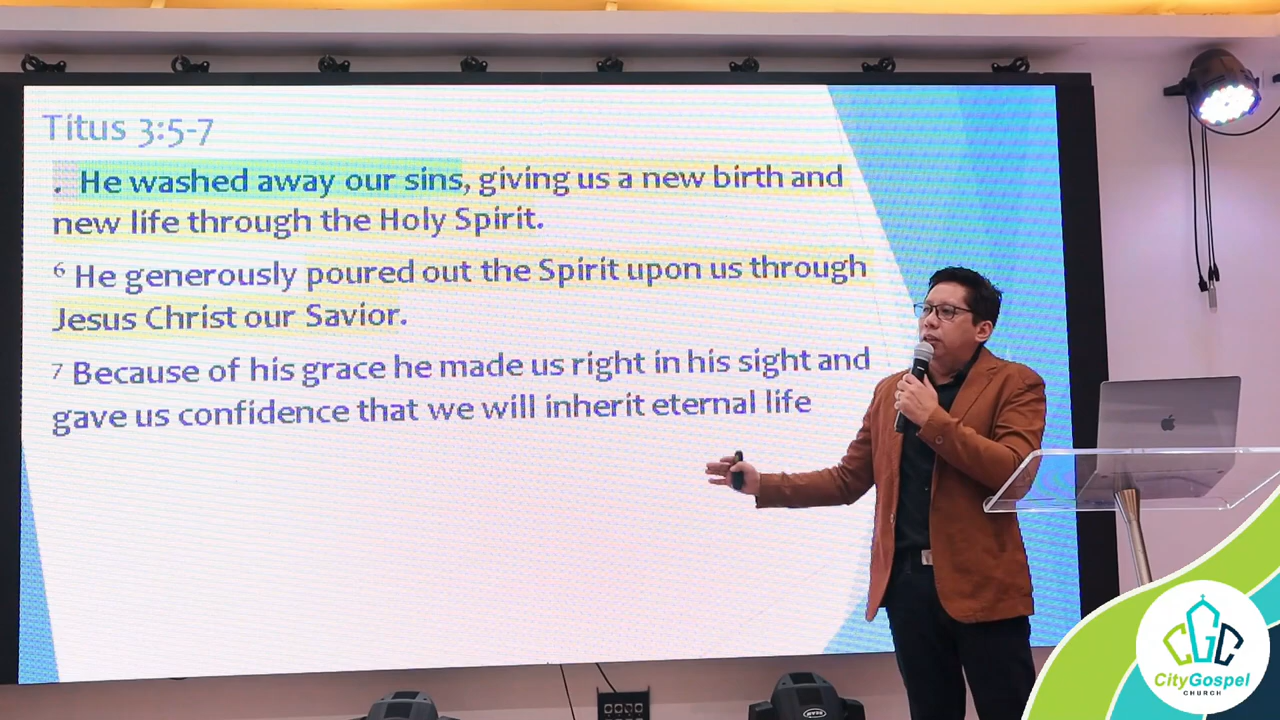 Titus 3:5-7
. He washed away our sins, giving us a new birth and
new life through the Holy Spirit.
6 He generously poured out the Spirit upon us through
Jesus Christ our Savior.
7 Because of his grace he made us right in his sight and
gave us confidence that we will inherit eternal life
CGC
CityGospel
CHURCH